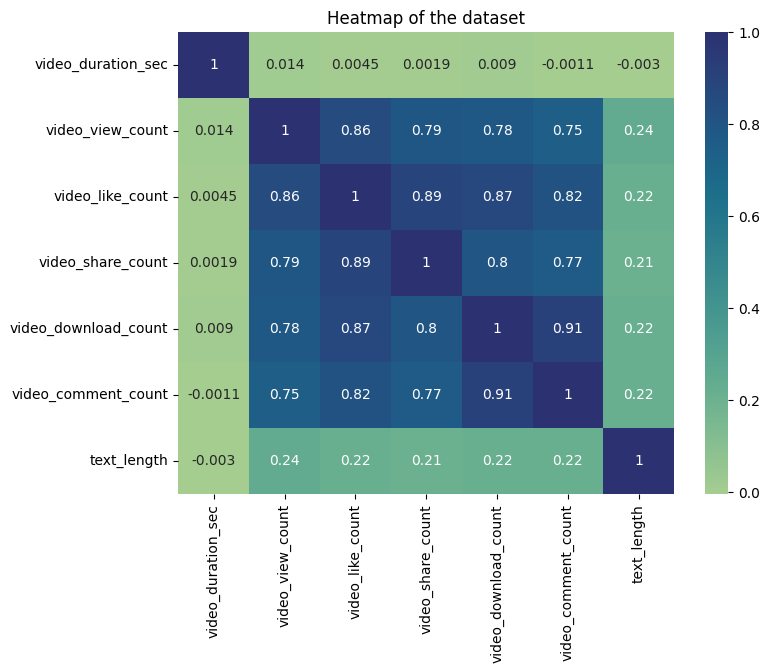 Heatmap of the dataset
video_duration_sec 1 0.014 0.0045 0.0019 0.009 -0.0011 -0.003
video_view_count 0.014 1 0.86 0.79 0.78 0.75 0.24
video_like_count 0.0045 0.86 1 0.89 0.87 0.82 0.22
video_share_count 0.0019 0.79 0.89 1 0.8 0.77 0.21
video_download_count 0.009 0.78 0.87 0.8 1 0.91 0.22
video_comment_count -0.0011 0.75 0.82 0.77 0.91 1 0.22
text_length -0.003 0.24 0.22 0.21 0.22 0.22 1
video_duration_sec
video_view_count
video_like_count
video_share_count
video_download_count
video_comment_count
text_length
1.0
0.8
0.6
0.4
0.2
0.0